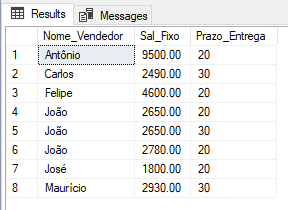 Results Messages
Nome_Vendedor Sal_Fixo Prazo_Entrega
1 Antônio 9500.00 20
2 Carlos 2490.00 30
3 Felipe 4600.00 20
4 João 2650.00 20
5 João 2650.00 30
6 João 2780.00 20
7 José 1800.00 20
8 Maurício 2930.00 30